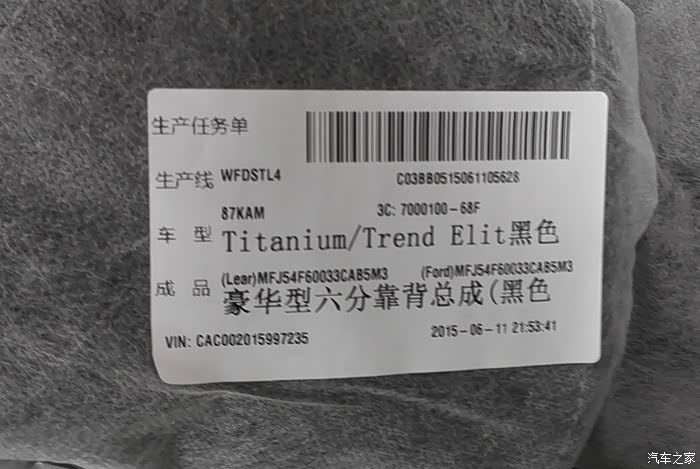 生产任务单
生产线 WFDSTL4 C03BB0515061105628
87KAM 3C: 7000100-68F
车 型 Titanium/Trend Elit黑色
(Lear)MFJ54F60033CAB5M3 (Ford)MFJ54F60033CAB5M3
成 品 豪华型六分靠背总成(黑色
VIN: CAC002015997235 2015-06-11 21:53:41
汽车之家